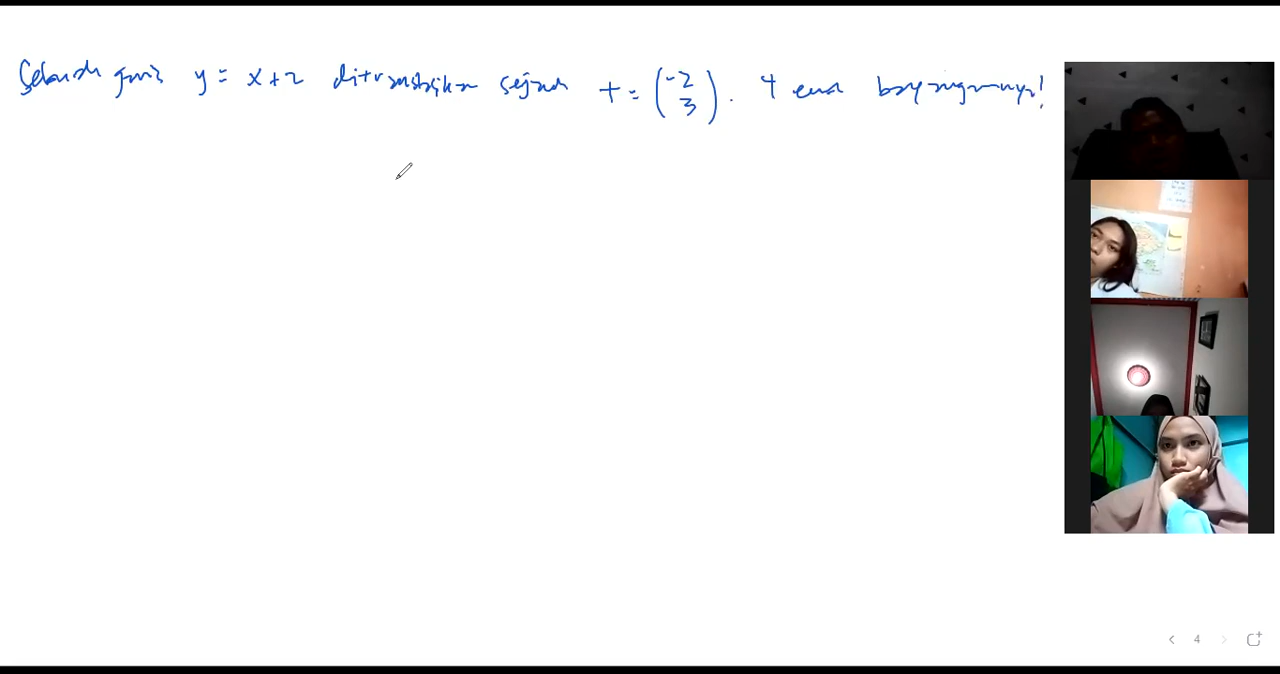 Sebuah garis y = x+2 ditranslasikan sejauh t = (-2 3). Tentukan bayangannya!
4